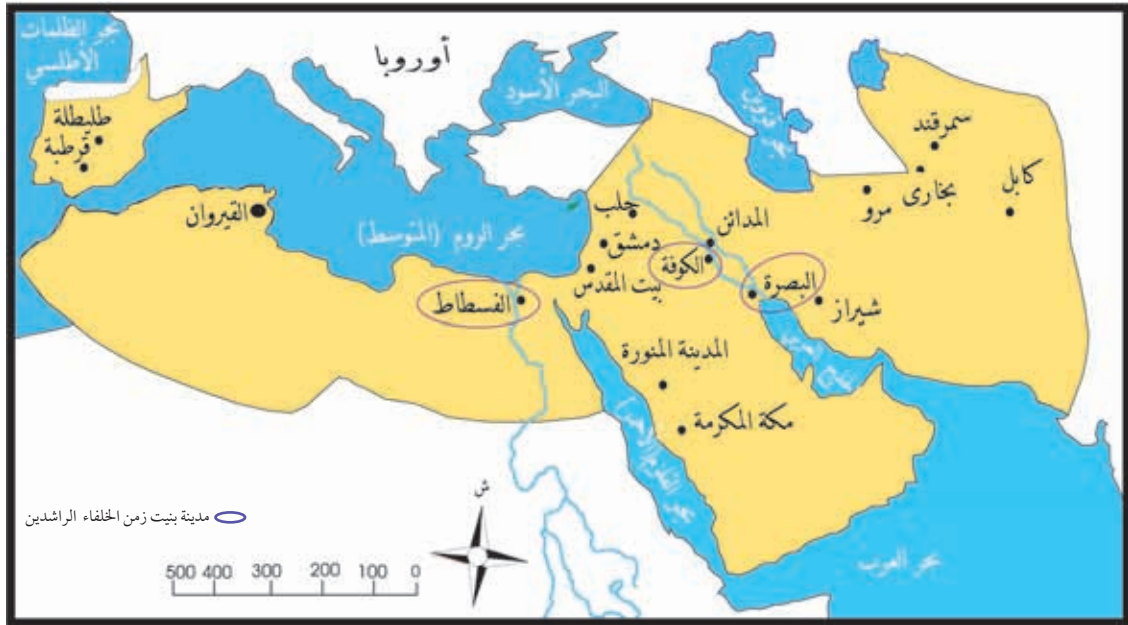 بحر الظلمات
الأطلسي
أوروبا
البحر الأسود
طليطلة
قرطبة
سمرقند
بخارى
كابل
مرو
القيروان
بحر الروم (المتوسط)
حلب
المدائن
دمشق
الكوفة
بيت المقدس
البصرة
شيراز
الفسطاط
المدينة المنورة
مكة المكرمة
الخليج العربي
بحر العرب
ش
مدينة بنيت زمن الخلفاء الراشدين
500 400 300 200 100 0